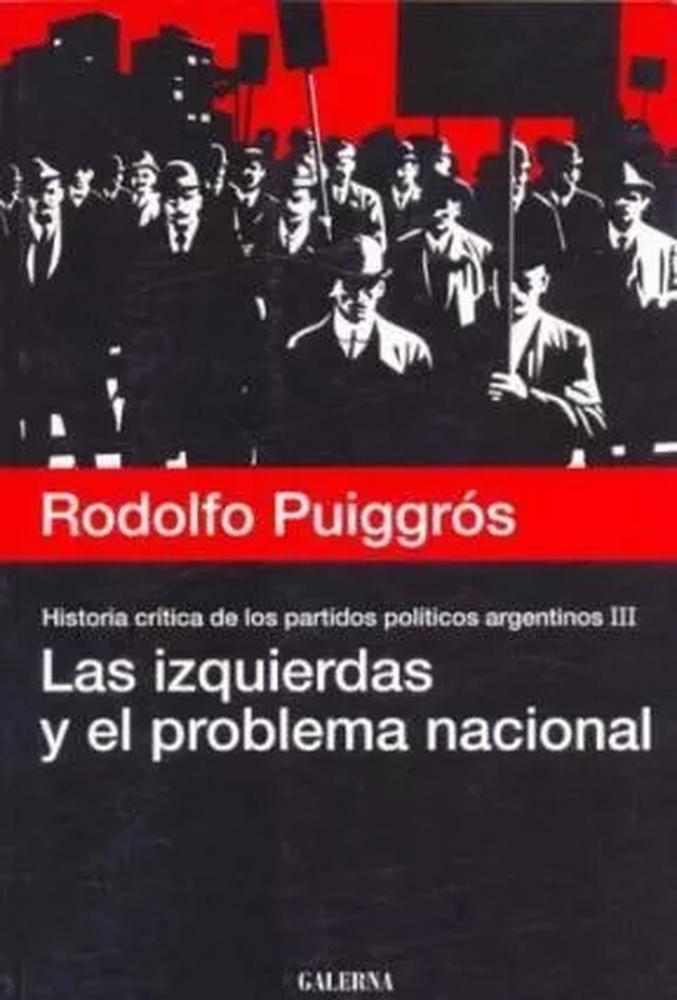 Rodolfo Puiggrós
Historia crítica de los partidos políticos argentinos III
Las izquierdas
y el problema nacional
GALERNA